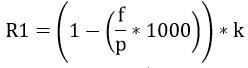 R1 = (1 − (f/p * 1000)) * k